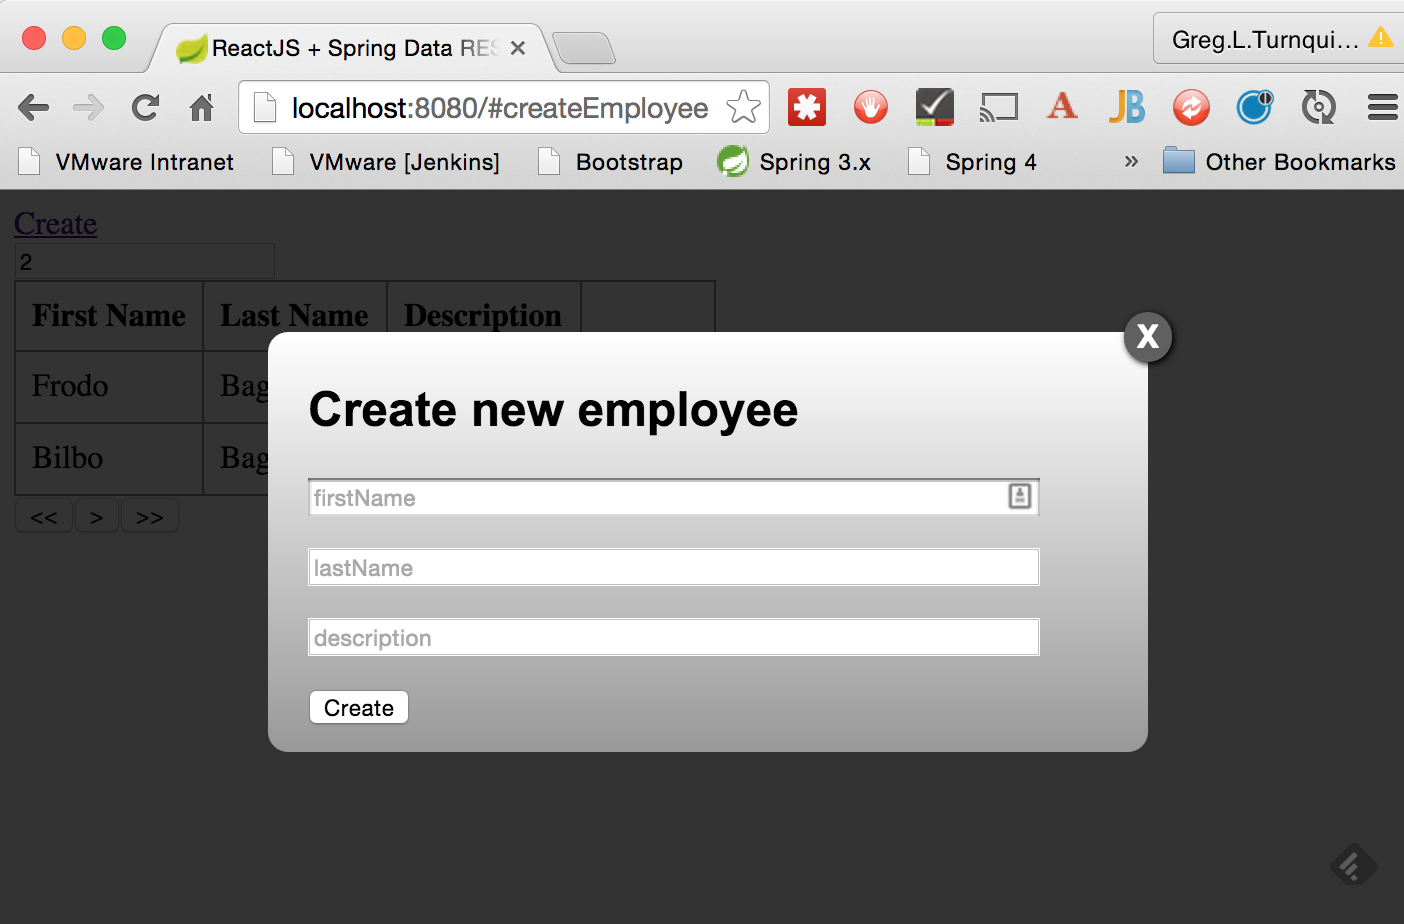 ReactJS + Spring Data RES
Greg.L.Turnqui...
localhost:8080/#createEmployee
A JB
VMware Intranet VMware [Jenkins] Bootstrap Spring 3.x Spring 4 » Other Bookmarks
Create
2
First Name Last Name Description
X
Frodo Bag
Create new employee
Bilbo Bag
firstName
<< > >>
lastName
description
Create